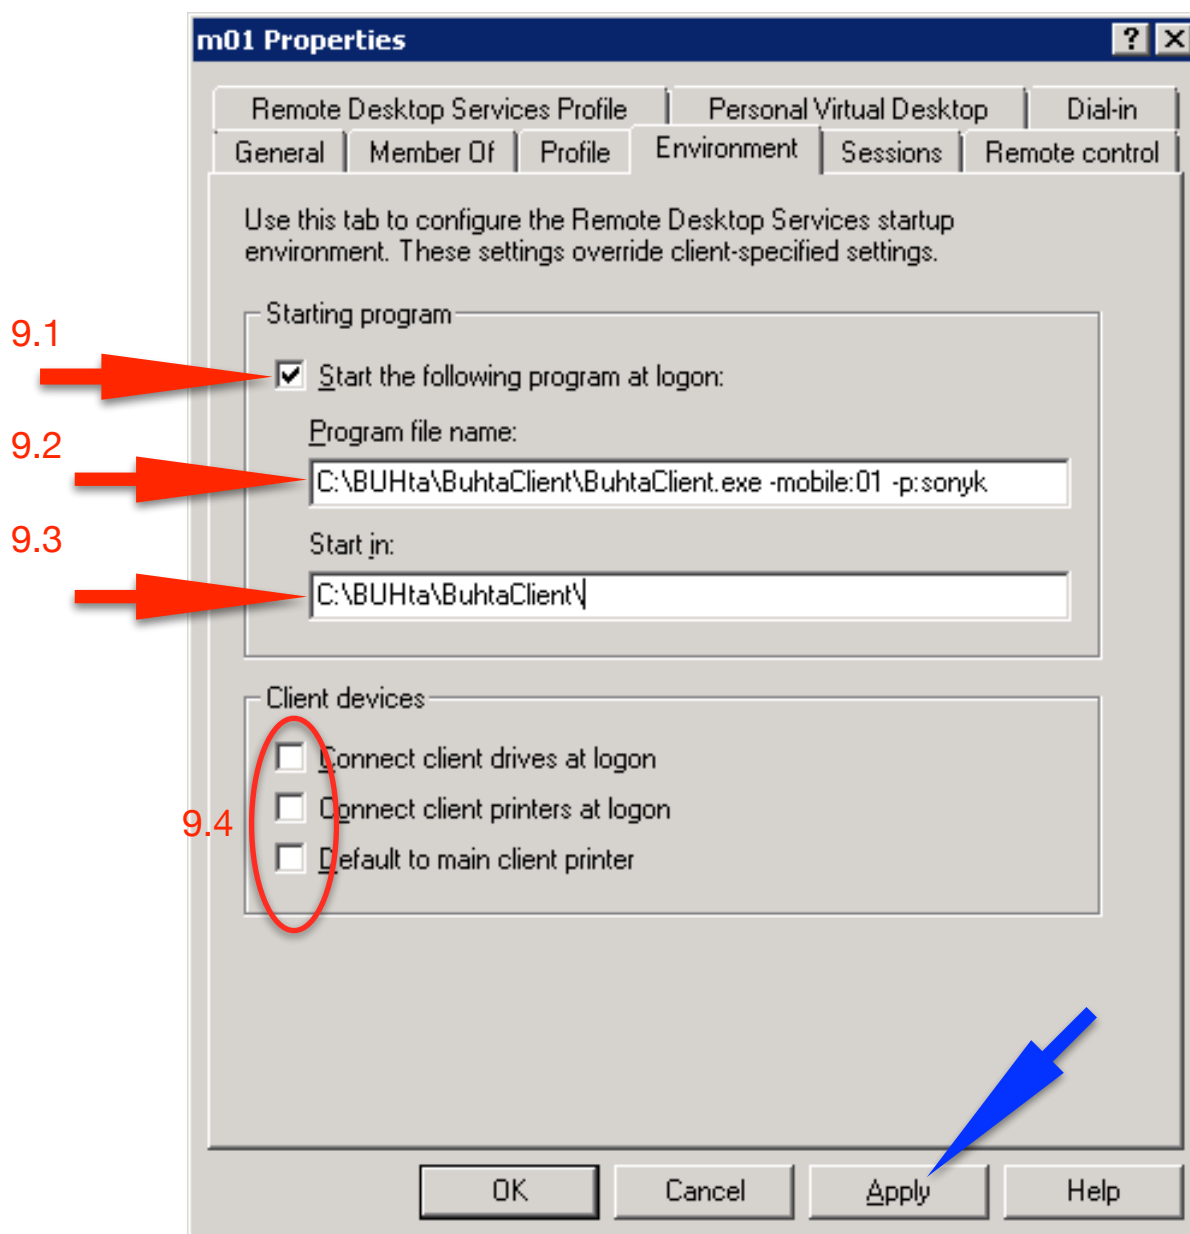 m01 Properties
Remote Desktop Services Profile Personal Virtual Desktop Dial-in
General Member Of Profile Environment Sessions Remote control
Use this tab to configure the Remote Desktop Services startup
environment. These settings override client-specified settings.
Starting program
9.1
Start the following program at logon:
Program file name:
9.2
C:\BUHta\BuhtaClient\BuhtaClient.exe -mobile:01 -p:sonyk
9.3
Start in:
C:\BUHta\BuhtaClient\
Client devices
Connect client drives at logon
Connect client printers at logon
9.4
Default to main client printer
OK Cancel Apply Help